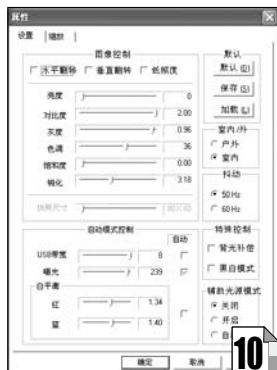 属性
设置 缩放
图像控制
水平翻转 垂直翻转 低照度
亮度 0
对比度 2.00
灰度 0.96
色调 36
饱和度 0.00
锐化 3.18
快照尺寸
自动模式控制
自动
USB带宽 8
曝光 239
白平衡
红 1.34
蓝 1.40
默认
默认(D)
保存(S)
加载(L)
室内/外
户外
室内
抖动
50Hz
60Hz
特殊控制
背光补偿
黑白模式
辅助光源模式
关闭
开启
自
确定 取消
10